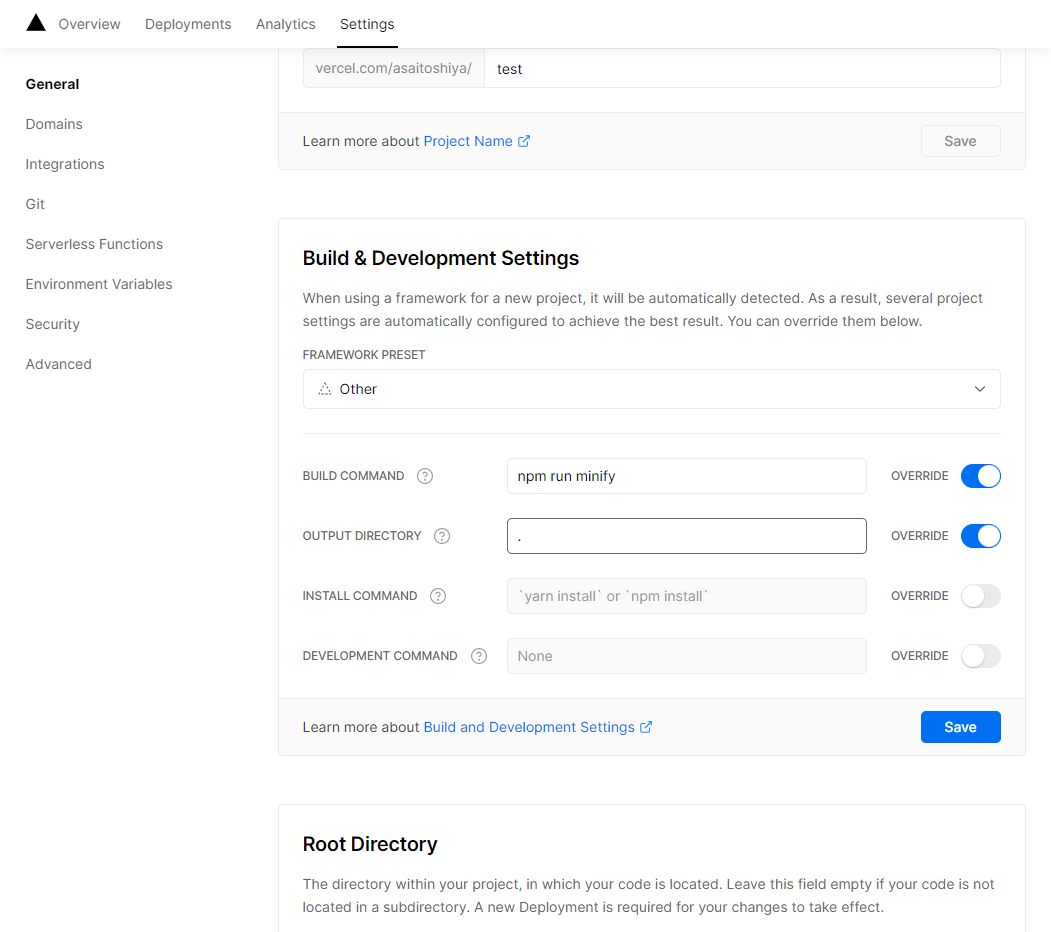 Overview Deployments Analytics Settings
General
Domains
Integrations
Git
Serverless Functions
Environment Variables
Security
Advanced
vercel.com/asaitoshiya/ test
Learn more about Project Name Save
Build & Development Settings
When using a framework for a new project, it will be automatically detected. As a result, several project
settings are automatically configured to achieve the best result. You can override them below.
FRAMEWORK PRESET
Other
BUILD COMMAND ? npm run minify OVERRIDE
OUTPUT DIRECTORY ? . OVERRIDE
INSTALL COMMAND ? `yarn install` or `npm install` OVERRIDE
DEVELOPMENT COMMAND ? None OVERRIDE
Learn more about Build and Development Settings Save
Root Directory
The directory within your project, in which your code is located. Leave this field empty if your code is not
located in a subdirectory. A new Deployment is required for your changes to take effect.